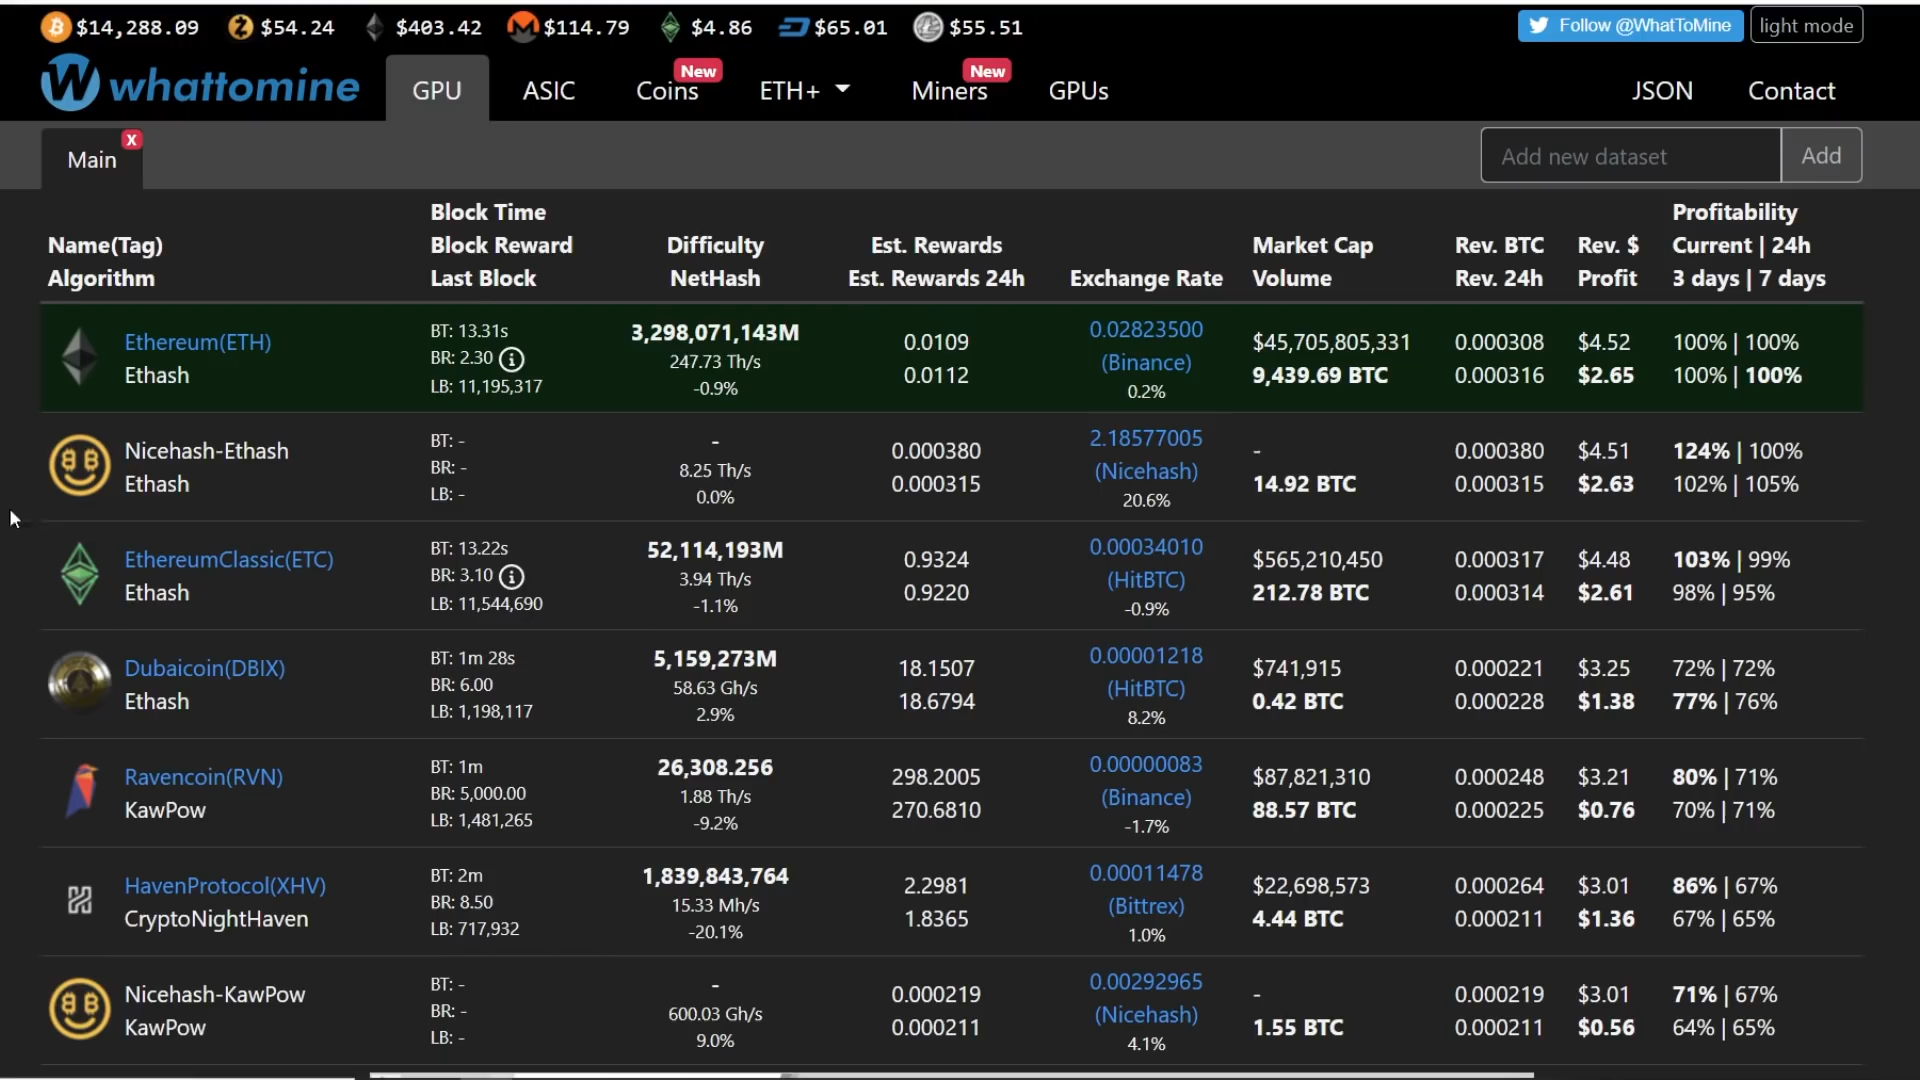 $14,288.09 $54.24 $403.42 $114.79 $4.86 $65.01 $55.51 Follow @WhatToMine light mode
whattomine GPU ASIC Coins New ETH+ Miners New GPUs JSON Contact
Main x Add new dataset Add
Name(Tag) Algorithm
Block Time Block Reward Last Block
Difficulty NetHash
Est. Rewards Est. Rewards 24h
Exchange Rate
Market Cap Volume
Rev. BTC Rev. 24h
Rev. $ Profit
Profitability Current | 24h 3 days | 7 days
Ethereum(ETH) Ethash
BT: 13.31s
BR: 2.30
LB: 11,195,317
3,298,071,143M
247.73 Th/s
-0.9%
0.0109
0.0112
0.02823500
(Binance)
0.2%
$45,705,805,331
9,439.69 BTC
0.000308
0.000316
$4.52
$2.65
100% | 100%
100% | 100%
Nicehash-Ethash
Ethash
BT: -
BR: -
LB: -
-
8.25 Th/s
0.0%
0.000380
0.000315
2.18577005
(Nicehash)
20.6%
-
14.92 BTC
0.000380
0.000315
$4.51
$2.63
124% | 100%
102% | 105%
EthereumClassic(ETC)
Ethash
BT: 13.22s
BR: 3.10
LB: 11,544,690
52,114,193M
3.94 Th/s
-1.1%
0.9324
0.9220
0.00034010
(HitBTC)
-0.9%
$565,210,450
212.78 BTC
0.000317
0.000314
$4.48
$2.61
103% | 99%
98% | 95%
Dubaicoin(DBIX)
Ethash
BT: 1m 28s
BR: 6.00
LB: 1,198,117
5,159,273M
58.63 Gh/s
2.9%
18.1507
18.6794
0.00001218
(HitBTC)
8.2%
$741,915
0.42 BTC
0.000221
0.000228
$3.25
$1.38
72% | 72%
77% | 76%
Ravencoin(RVN)
KawPow
BT: 1m
BR: 5,000.00
LB: 1,481,265
26,308.256
1.88 Th/s
-9.2%
298.2005
270.6810
0.00000083
(Binance)
-1.7%
$87,821,310
88.57 BTC
0.000248
0.000225
$3.21
$0.76
80% | 71%
70% | 71%
HavenProtocol(XHV)
CryptoNightHaven
BT: 2m
BR: 8.50
LB: 717,932
1,839,843,764
15.33 Mh/s
-20.1%
2.2981
1.8365
0.00011478
(Bittrex)
1.0%
$22,698,573
4.44 BTC
0.000264
0.000211
$3.01
$1.36
86% | 67%
67% | 65%
Nicehash-KawPow
KawPow
BT: -
BR: -
LB: -
-
600.03 Gh/s
9.0%
0.000219
0.000211
0.00292965
(Nicehash)
4.1%
-
1.55 BTC
0.000219
0.000211
$3.01
$0.56
71% | 67%
64% | 65%